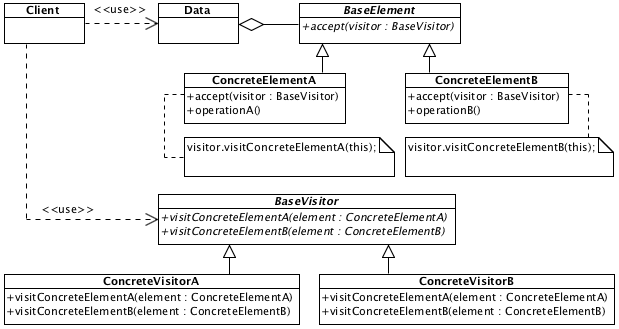 Client
<<use>>
Data
BaseElement
+accept(visitor : BaseVisitor)
ConcreteElementA
+accept(visitor : BaseVisitor)
+operationA()
ConcreteElementB
+accept(visitor : BaseVisitor)
+operationB()
visitor.visitConcreteElementA(this);
visitor.visitConcreteElementB(this);
<<use>>
BaseVisitor
+visitConcreteElementA(element : ConcreteElementA)
+visitConcreteElementB(element : ConcreteElementB)
ConcreteVisitorA
+visitConcreteElementA(element : ConcreteElementA)
+visitConcreteElementB(element : ConcreteElementB)
ConcreteVisitorB
+visitConcreteElementA(element : ConcreteElementA)
+visitConcreteElementB(element : ConcreteElementB)